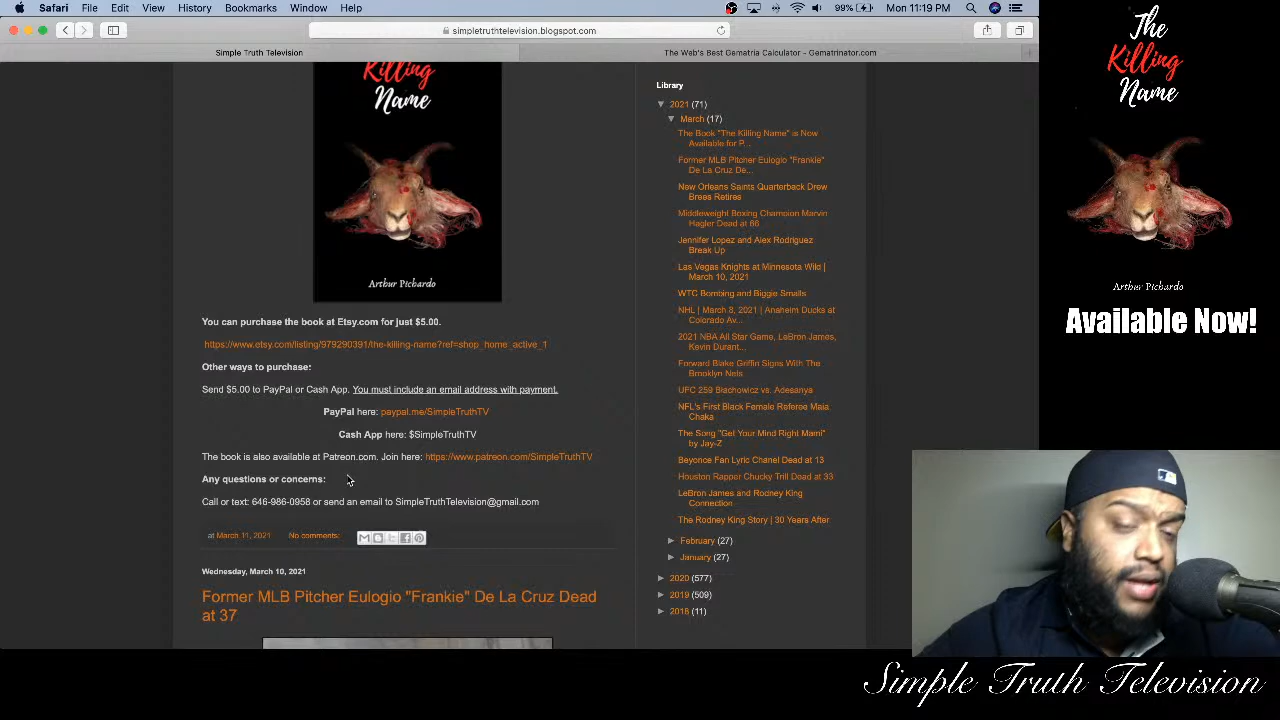 Safari File Edit View History Bookmarks Window Help 99% Mon 11:19 PM
simpletruthtelevision.blogspot.com
Simple Truth Television The Web's Best Gematria Calculator - Gematrinator.com
Killing
Name
Arthur Pichardo
You can purchase the book at Etsy.com for just $5.00.
https://www.etsy.com/listing/979290391/the-killing-name?ref=shop_home_active_1
Other ways to purchase:
Send $5.00 to PayPal or Cash App. You must include an email address with payment.
PayPal here: paypal.me/SimpleTruthTV
Cash App here: $SimpleTruthTV
The book is also available at Patreon.com. Join here: https://www.patreon.com/SimpleTruthTV
Any questions or concerns:
Call or text: 646-986-0958 or send an email to SimpleTruthTelevision@gmail.com
at March 11, 2021 No comments:
Wednesday, March 10, 2021
Former MLB Pitcher Eulogio "Frankie" De La Cruz Dead
at 37
Library
▼ 2021 (71)
▼ March (17)
The Book "The Killing Name" is Now
Available for P...
Former MLB Pitcher Eulogio "Frankie"
De La Cruz De...
New Orleans Saints Quarterback Drew
Brees Retires
Middleweight Boxing Champion Marvin
Hagler Dead at 66
Jennifer Lopez and Alex Rodriguez
Break Up
Las Vegas Knights at Minnesota Wild |
March 10, 2021
WTC Bombing and Biggie Smalls
NHL | March 8, 2021 | Anaheim Ducks at
Colorado Av...
2021 NBA All Star Game, LeBron James,
Kevin Durant...
Forward Blake Griffin Signs With The
Brooklyn Nets
UFC 259 Błachowicz vs. Adesanya
NFL's First Black Female Referee Maia
Chaka
The Song "Get Your Mind Right Mami"
by Jay-Z
Beyonce Fan Lyric Chanel Dead at 13
Houston Rapper Chucky Trill Dead at 33
LeBron James and Rodney King
Connection
The Rodney King Story | 30 Years After
► February (27)
► January (27)
► 2020 (577)
► 2019 (509)
► 2018 (11)
The
Killing
Name
Arthur Pichardo
Available Now!
Simple Truth Television